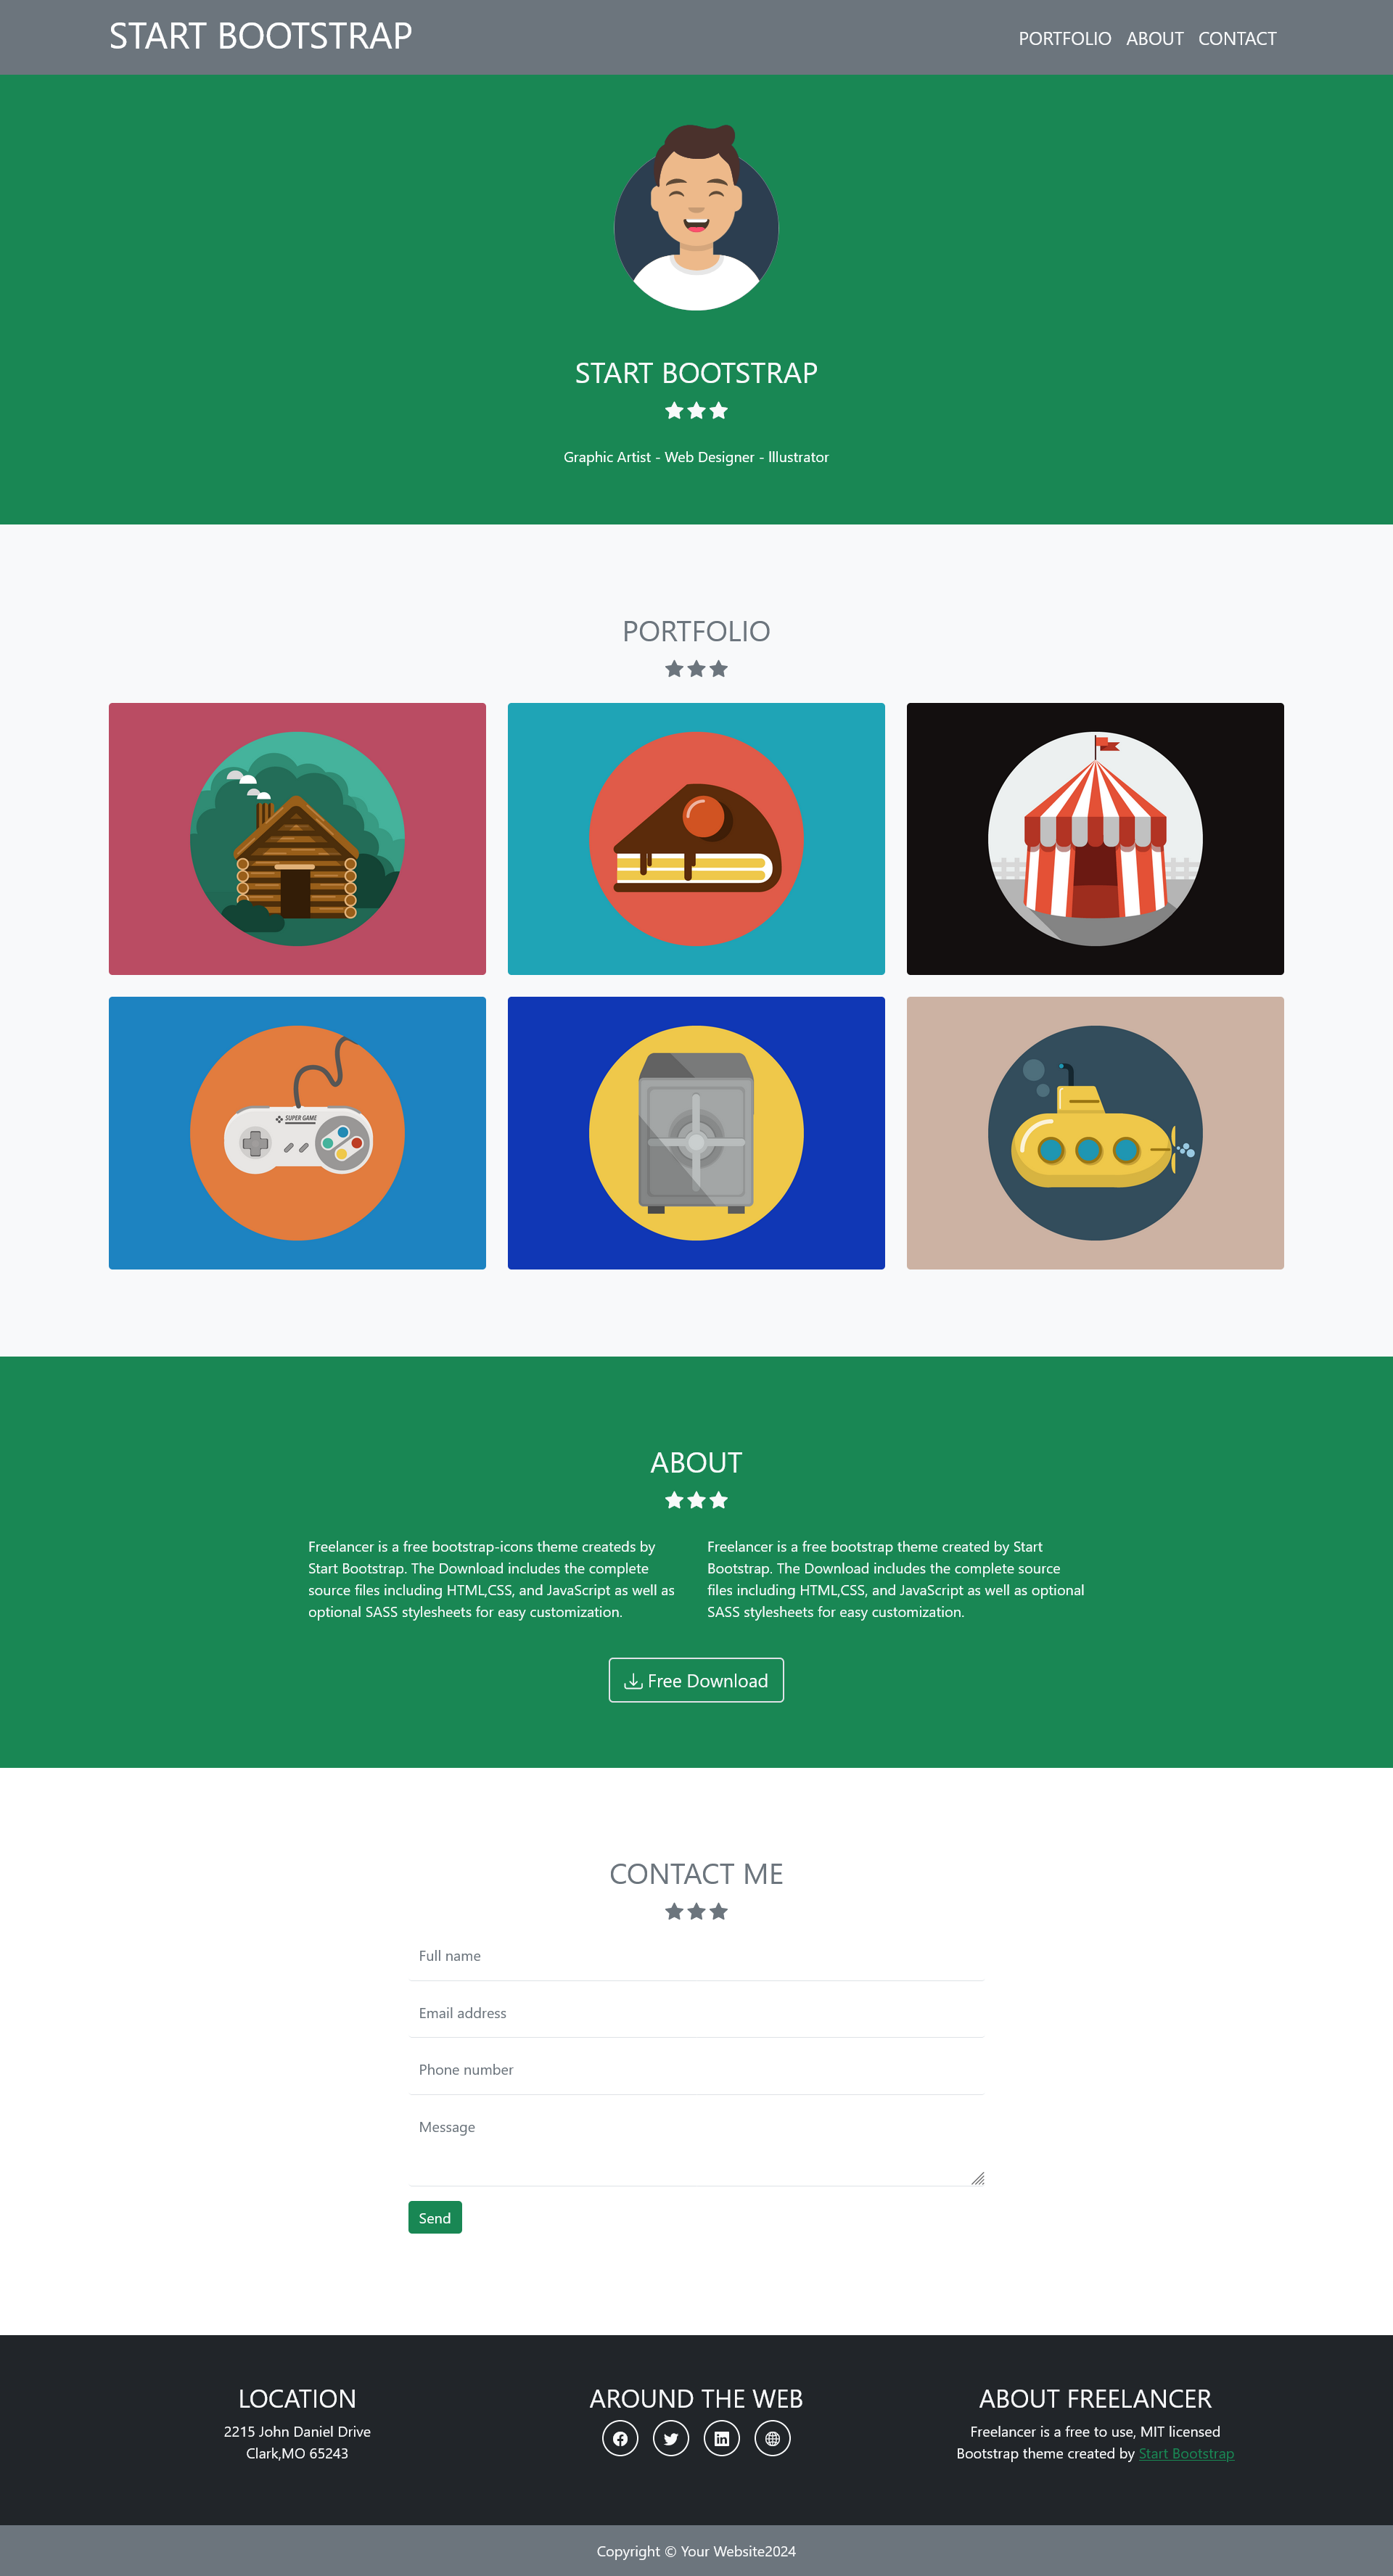 START BOOTSTRAP
PORTFOLIO ABOUT CONTACT
START BOOTSTRAP
Graphic Artist - Web Designer - lllustrator
PORTFOLIO
SUPER GAME
ABOUT
Freelancer is a free bootstrap-icons theme createds by
Start Bootstrap. The Download includes the complete
source files including HTML,CSS, and JavaScript as well as
optional SASS stylesheets for easy customization.
Freelancer is a free bootstrap theme created by Start
Bootstrap. The Download includes the complete source
files including HTML,CSS, and JavaScript as well as optional
SASS stylesheets for easy customization.
Free Download
CONTACT ME
Full name
Email address
Phone number
Message
Send
LOCATION
2215 John Daniel Drive
Clark,MO 65243
AROUND THE WEB
ABOUT FREELANCER
Freelancer is a free to use, MIT licensed
Bootstrap theme created by Start Bootstrap
Copyright © Your Website2024